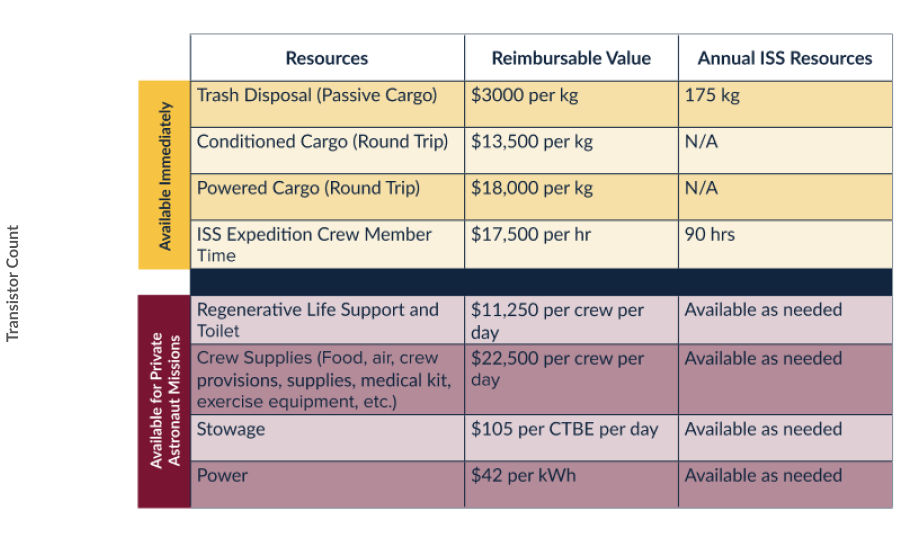 Transistor Count
Resources Reimbursable Value Annual ISS Resources
Available Immediately
Trash Disposal (Passive Cargo) $3000 per kg 175 kg
Conditioned Cargo (Round Trip) $13,500 per kg N/A
Powered Cargo (Round Trip) $18,000 per kg N/A
ISS Expedition Crew Member $17,500 per hr 90 hrs
Time
Available for Private
Astronaut Missions
Regenerative Life Support and $11,250 per crew per Available as needed
Toilet day
Crew Supplies (Food, air, crew $22,500 per crew per Available as needed
provisions, supplies, medical kit, day
exercise equipment, etc.)
Stowage $105 per CTBE per day Available as needed
Power $42 per kWh Available as needed